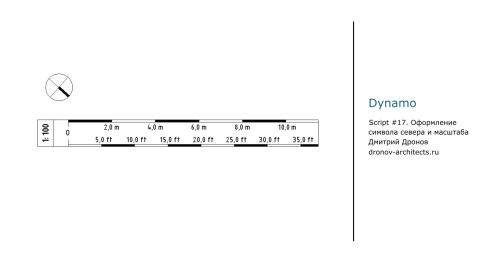 1: 100
0
2,0 m 4,0 m 6,0 m 8,0 m 10,0 m
5,0 ft 10,0 ft 15,0 ft 20,0 ft 25,0 ft 30,0 ft 35,0 ft
Dynamo
Script #17. Оформление
символа севера и масштаба
Дмитрий Дронов
dronov-architects.ru